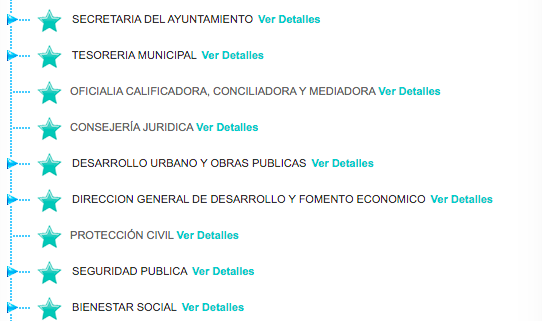 SECRETARIA DEL AYUNTAMIENTO Ver Detalles
TESORERIA MUNICIPAL Ver Detalles
OFICIALIA CALIFICADORA, CONCILIADORA Y MEDIADORA Ver Detalles
CONSEJERÍA JURIDICA Ver Detalles
DESARROLLO URBANO Y OBRAS PUBLICAS Ver Detalles
DIRECCION GENERAL DE DESARROLLO Y FOMENTO ECONOMICO Ver Detalles
PROTECCIÓN CIVIL Ver Detalles
SEGURIDAD PUBLICA Ver Detalles
BIENESTAR SOCIAL Ver Detalles